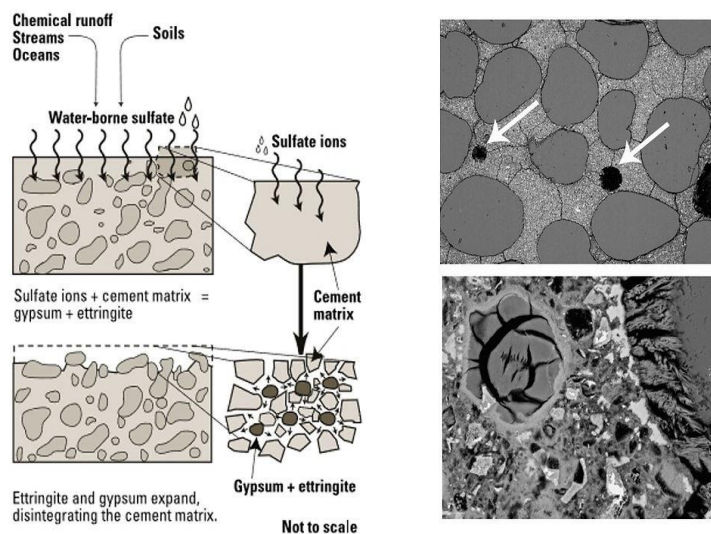 Chemical runoff
Streams
Oceans
Soils
Water-borne sulfate
Sulfate ions
Sulfate ions + cement matrix =
gypsum + ettringite
Cement
matrix
Gypsum + ettringite
Ettringite and gypsum expand,
disintegrating the cement matrix.
Not to scale